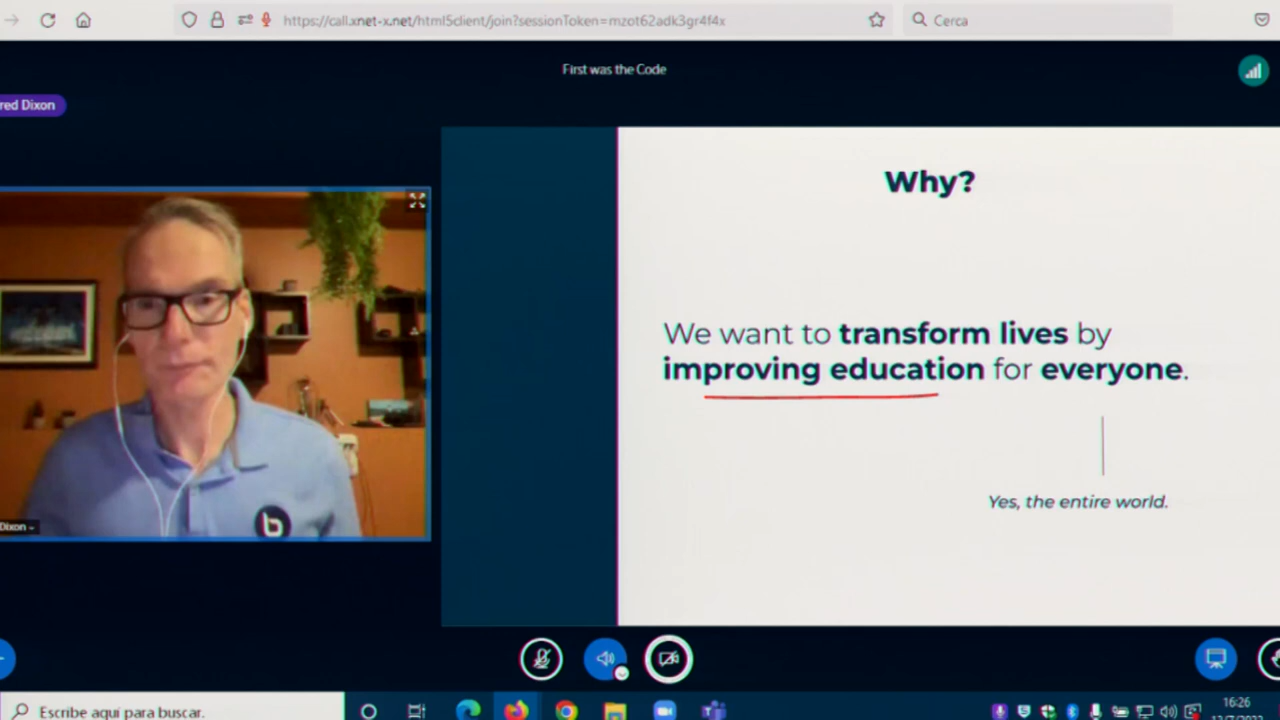 https://call.xnet-x.net/html5client/join?sessionToken=mzot62adk3gr4f4x
Cerca
First was the Code
red Dixon
Why?
We want to transform lives by
improving education for everyone.
Yes, the entire world.
Dixon
b
Escribe aquí para buscar.
16:26